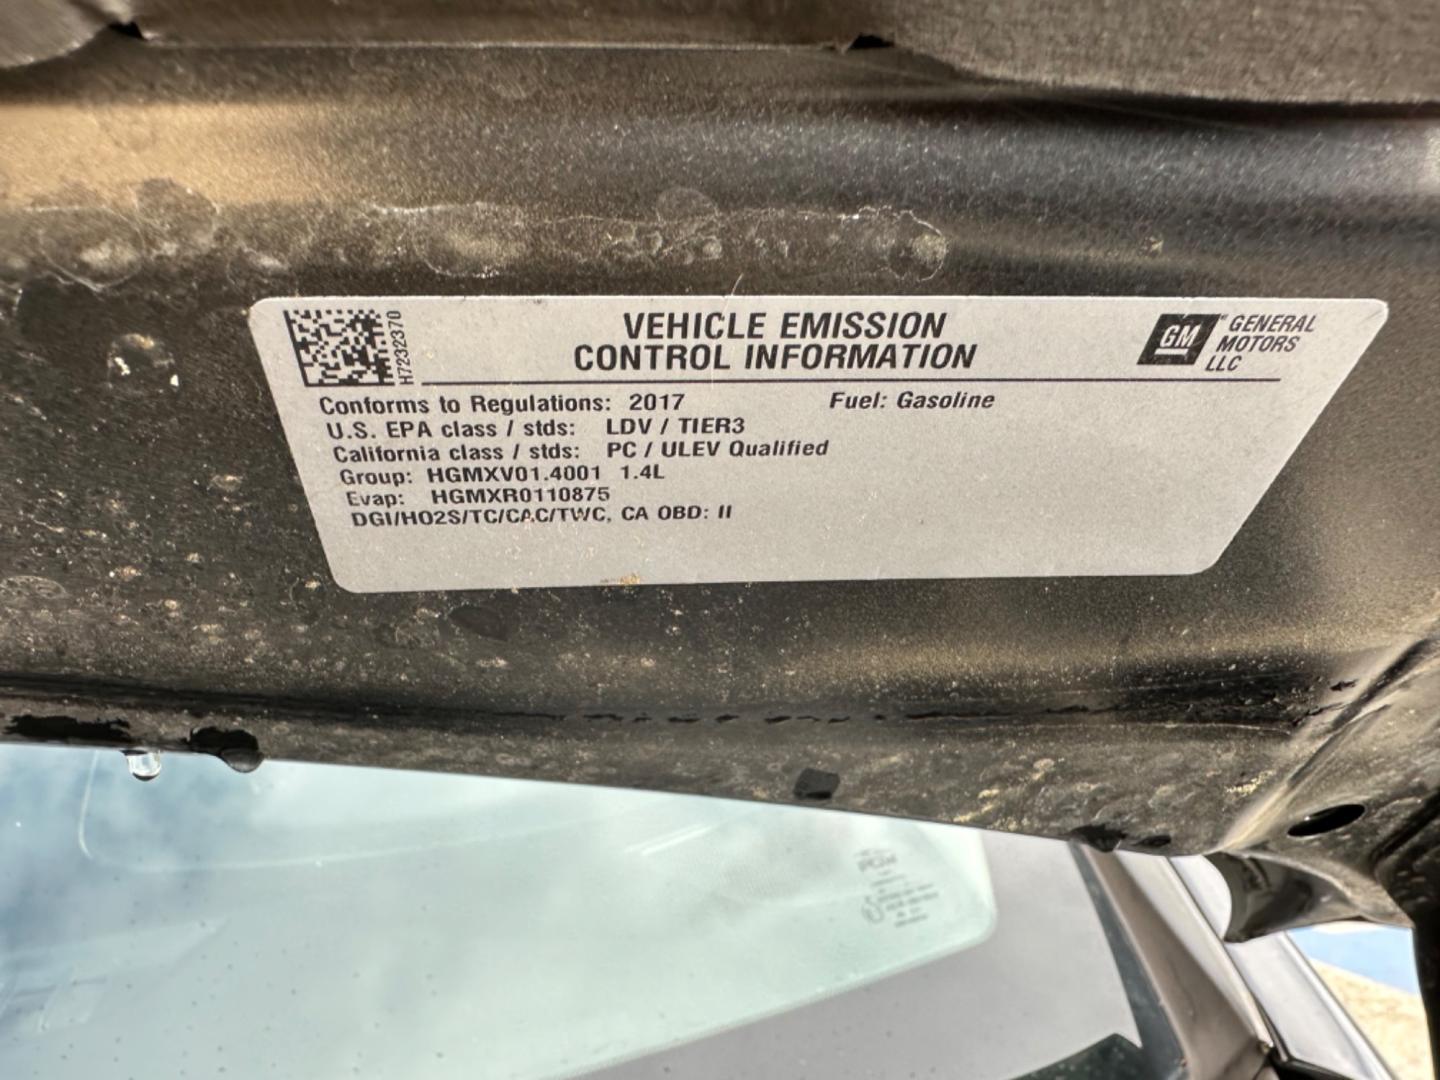 H7232370
VEHICLE EMISSION
CONTROL INFORMATION
GM
GENERAL
MOTORS
LLC
Conforms to Regulations: 2017 Fuel: Gasoline
U.S. EPA class / stds: LDV / TIER3
California class / stds: PC / ULEV Qualified
Group: HGMXV01.4001 1.4L
Evap: HGMXR0110875
DGI/HO2S/TC/CAC/TWC, CA OBD: II